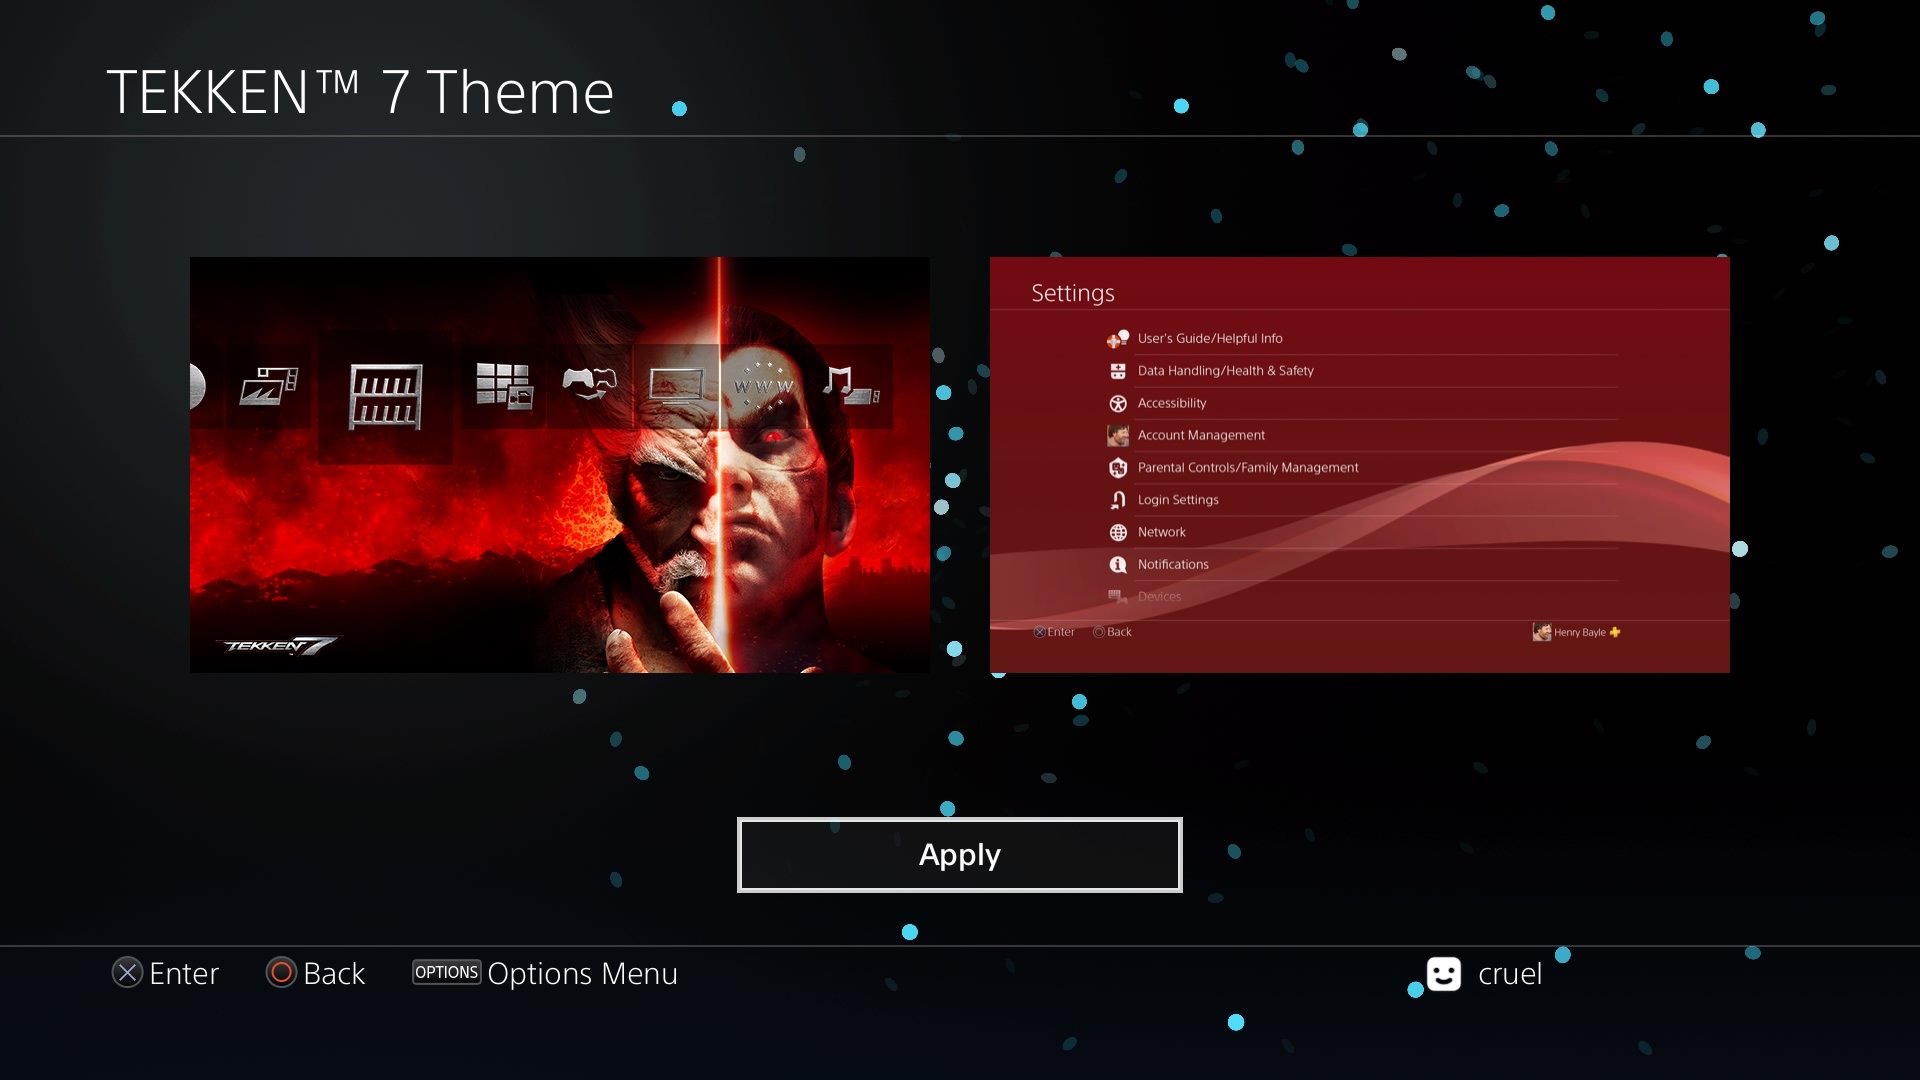 TEKKEN™ 7 Theme
WWW
TEKKEN 7
Settings
User's Guide/Helpful Info
Data Handling/Health & Safety
Accessibility
Account Management
Parental Controls/Family Management
Login Settings
Network
Notifications
Devices
Enter
Back
Henry Bayle
Apply
Enter
Back
OPTIONS Options Menu
cruel